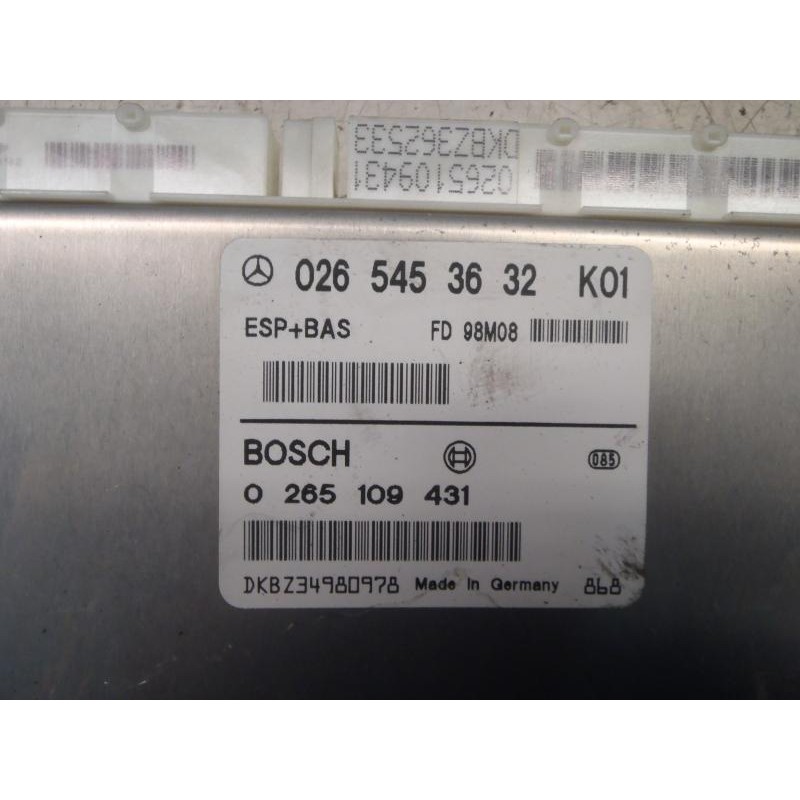 DKBZ362533
0265109431
026 545 36 32 K01
ESP+BAS FD 98M08
BOSCH 085
0 265 109 431
DKBZ34980978 Made in Germany 868